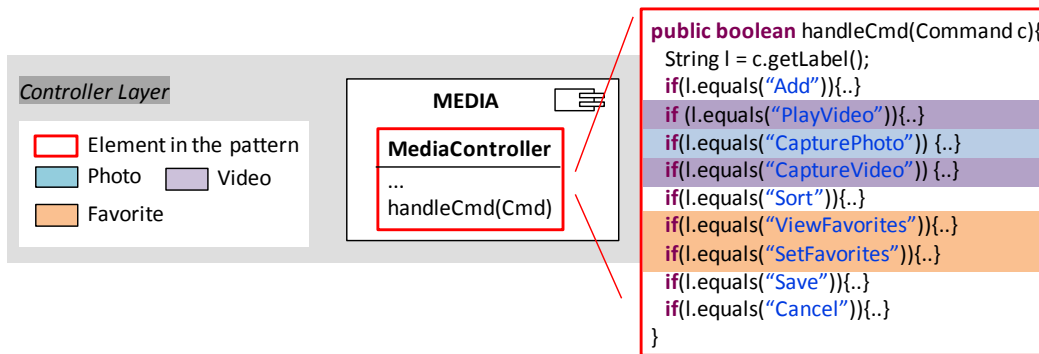 Controller Layer
Element in the pattern
Photo
Video
Favorite
MEDIA
MediaController
...
handleCmd(Cmd)
public boolean handleCmd(Command c){
String l = c.getLabel();
if(l.equals(“Add”)){..}
if (l.equals(“PlayVideo”)){..}
if(l.equals(“CapturePhoto”)) {..}
if(l.equals(“CaptureVideo”)) {..}
if(l.equals(“Sort”)){..}
if(l.equals(“ViewFavorites”)){..}
if(l.equals(“SetFavorites”)){..}
if(l.equals(“Save”)){..}
if(l.equals(“Cancel”)){..}
}